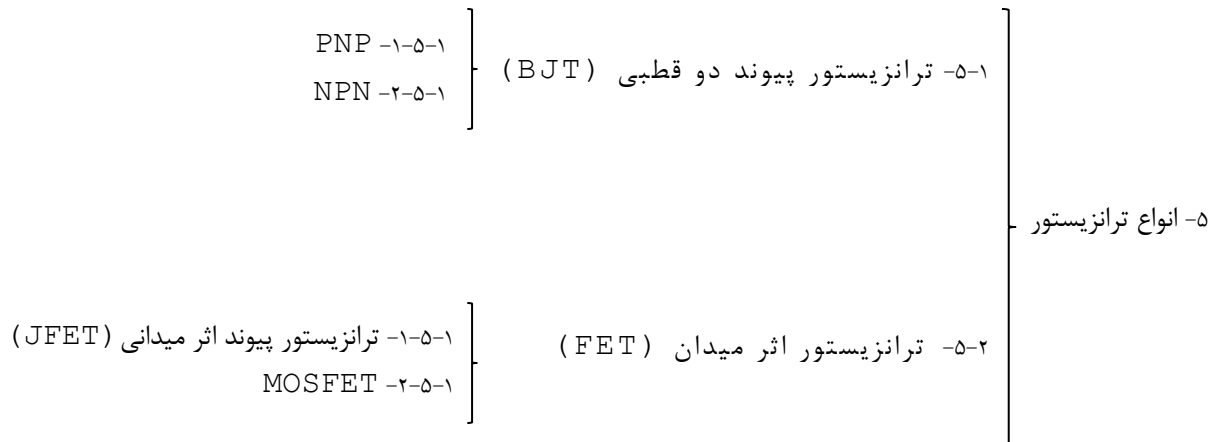 ۵- انواع ترانزیستور
۵-۱- ترانزیستور پیوند دو قطبی (BJT)
۱-۵-۱- PNP
۱-۵-۲- NPN
۵-۲- ترانزیستور اثر میدان (FET)
۱-۵-۱- ترانزیستور پیوند اثر میدانی (JFET)
۱-۵-۲- MOSFET